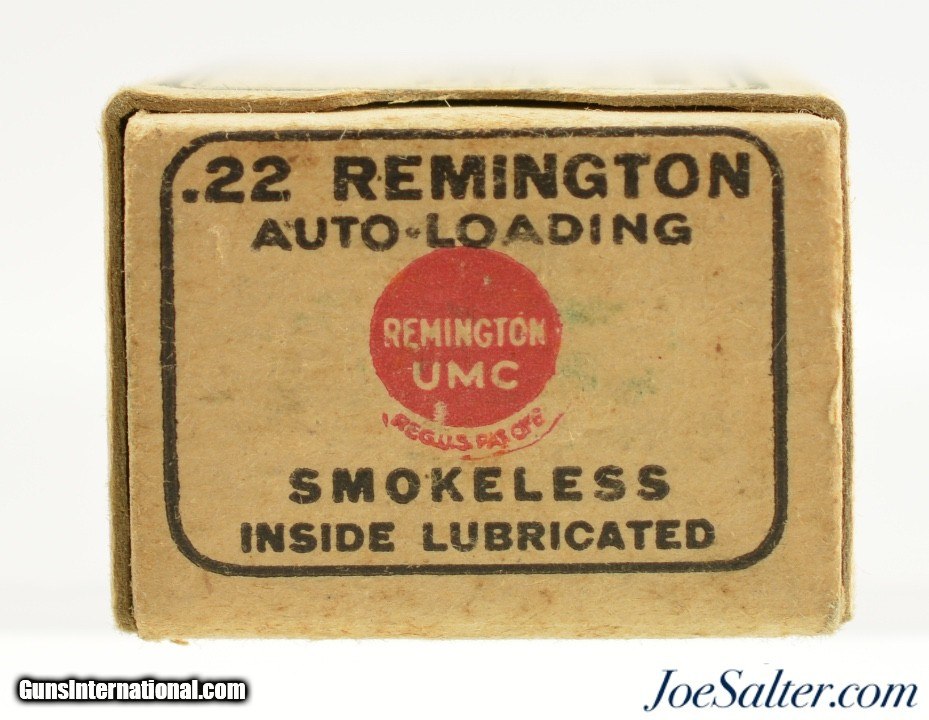 .22 REMINGTON
AUTO-LOADING
REMINGTON
UMC
REG.U.S. PAT. OFF.
SMOKELESS
INSIDE LUBRICATED
GunsInternational.com
JoeSalter.com